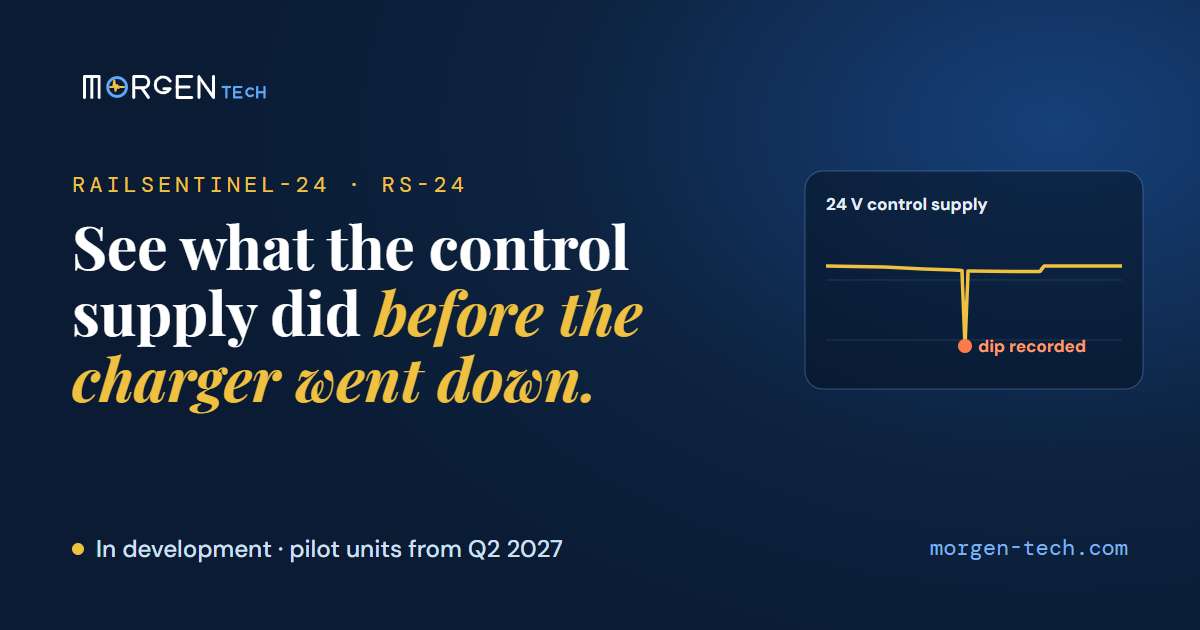 MORGEN TECH
RAILSENTINEL-24 · RS-24
See what the control
supply did before the
charger went down.
24 V control supply
dip recorded
In development · pilot units from Q2 2027
morgen-tech.com